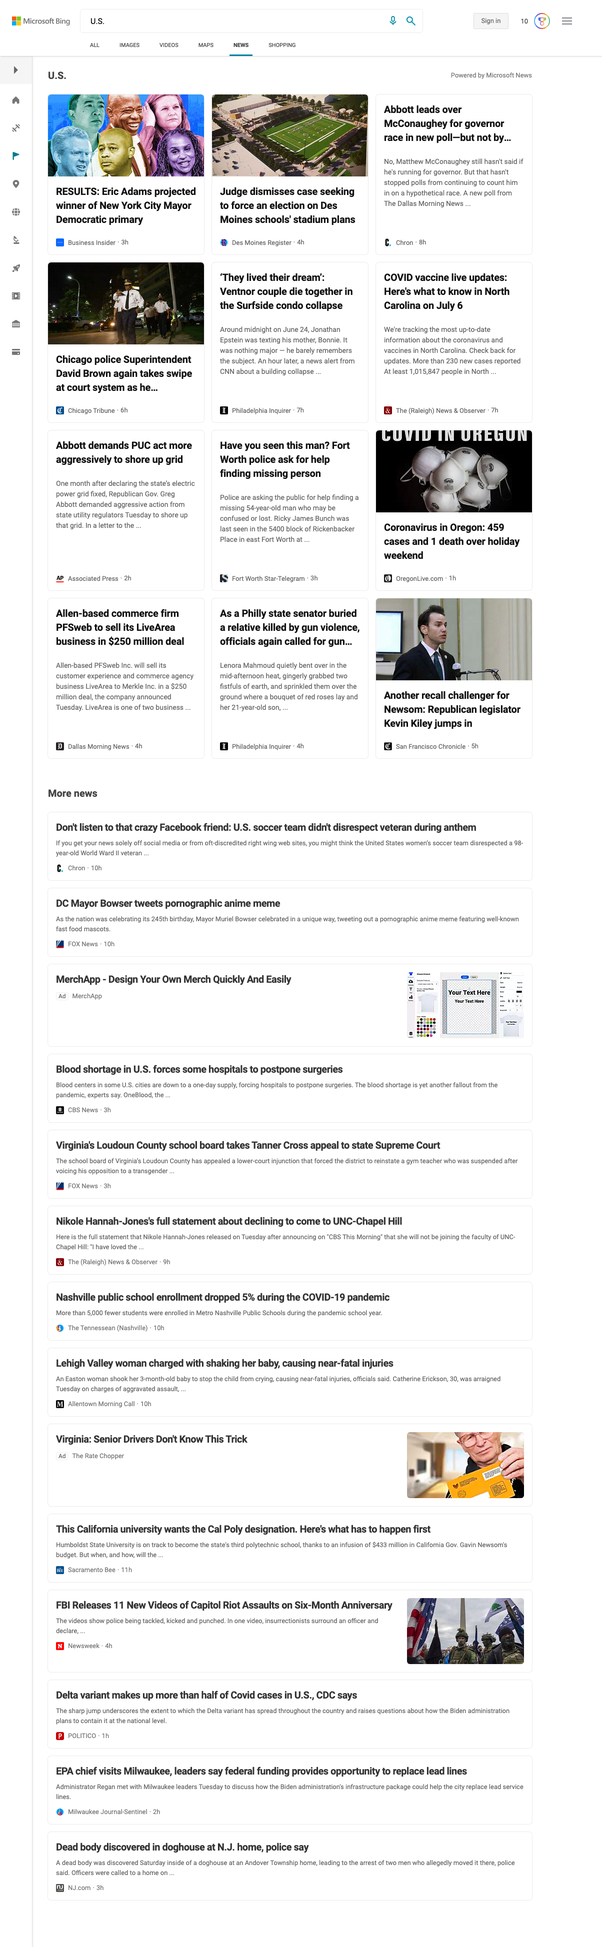 Microsoft Bing
U.S.
Sign in
10
ALL
IMAGES
VIDEOS
MAPS
NEWS
SHOPPING
U.S.
Powered by Microsoft News
RESULTS: Eric Adams projected
winner of New York City Mayor
Democratic primary
Business Insider · 3h
Judge dismisses case seeking
to force an election on Des
Moines schools' stadium plans
Des Moines Register · 4h
Abbott leads over
McConaughey for governor
race in new poll—but not by...
No, Matthew McConaughey still hasn't said if
he's running for governor. But that hasn't
stopped polls from continuing to count him
in on a hypothetical race. A new poll from
The Dallas Morning News ...
Chron · 8h
Chicago police Superintendent
David Brown again takes swipe
at court system as he...
Chicago Tribune · 6h
'They lived their dream':
Ventnor couple die together in
the Surfside condo collapse
Around midnight on June 24, Jonathan
Epstein was texting his mother, Bonnie. It
was nothing major — he barely remembers
the subject. An hour later, a news alert from
CNN about a building collapse ...
Philadelphia Inquirer · 7h
COVID vaccine live updates:
Here's what to know in North
Carolina on July 6
We're tracking the most up-to-date
information about the coronavirus and
vaccines in North Carolina. Check back for
updates. More than 230 new cases reported
At least 1,015,847 people in North ...
The (Raleigh) News & Observer · 7h
Abbott demands PUC act more
aggressively to shore up grid
One month after declaring the state's electric
power grid fixed, Republican Gov. Greg
Abbott demanded aggressive action from
state utility regulators Tuesday to shore up
that grid. In a letter to the ...
AP Associated Press · 2h
Have you seen this man? Fort
Worth police ask for help
finding missing person
Police are asking the public for help finding a
missing 54-year-old man who may be
confused or lost. Ricky James Bunch was
last seen in the 5400 block of Rickenbacker
Place in east Fort Worth at ...
Fort Worth Star-Telegram · 3h
COVID IN OREGON
Coronavirus in Oregon: 459
cases and 1 death over holiday
weekend
OregonLive.com · 1h
Allen-based commerce firm
PFSweb to sell its LiveArea
business in $250 million deal
Allen-based PFSweb Inc. will sell its
customer experience and commerce agency
business LiveArea to Merkle Inc. in a $250
million deal, the company announced
Tuesday. LiveArea is one of two business ...
Dallas Morning News · 4h
As a Philly state senator buried
a relative killed by gun violence,
officials again called for gun...
Lenora Mahmoud quietly bent over in the
mid-afternoon heat, gingerly grabbed two
fistfuls of earth, and sprinkled them over the
ground where a bouquet of red roses lay and
her 21-year-old son, ...
Philadelphia Inquirer · 4h
Another recall challenger for
Newsom: Republican legislator
Kevin Kiley jumps in
San Francisco Chronicle · 5h
More news
Don't listen to that crazy Facebook friend: U.S. soccer team didn't disrespect veteran during anthem
If you get your news solely off social media or from oft-discredited right wing web sites, you might think the United States women's soccer team disrespected a 98-
year-old World War II veteran ...
Chron · 10h
DC Mayor Bowser tweets pornographic anime meme
As the nation was celebrating its 245th birthday, Mayor Muriel Bowser celebrated in a unique way, tweeting out a pornographic anime meme featuring well-known
fast food mascots.
FOX News · 10h
MerchApp - Design Your Own Merch Quickly And Easily
Ad MerchApp
Your Text Here
Your Text Here
Blood shortage in U.S. forces some hospitals to postpone surgeries
Blood centers in some U.S. cities are down to a one-day supply, forcing hospitals to postpone surgeries. The blood shortage is yet another fallout from the
pandemic, experts say. OneBlood, the ...
CBS News · 3h
Virginia's Loudoun County school board takes Tanner Cross appeal to state Supreme Court
The school board of Virginia's Loudoun County has appealed a lower-court injunction that forced the district to reinstate a gym teacher who was suspended after
voicing his opposition to a transgender ...
FOX News · 3h
Nikole Hannah-Jones's full statement about declining to come to UNC-Chapel Hill
Here is the full statement that Nikole Hannah-Jones released on Tuesday after announcing on "CBS This Morning" that she will not be joining the faculty of UNC-
Chapel Hill: "I have loved the ...
The (Raleigh) News & Observer · 9h
Nashville public school enrollment dropped 5% during the COVID-19 pandemic
More than 5,000 fewer students were enrolled in Metro Nashville Public Schools during the pandemic school year.
The Tennessean (Nashville) · 10h
Lehigh Valley woman charged with shaking her baby, causing near-fatal injuries
An Easton woman shook her 3-month-old baby to stop the child from crying, causing near-fatal injuries, officials said. Catherine Erickson, 30, was arraigned
Tuesday on charges of aggravated assault, ...
Allentown Morning Call · 10h
Virginia: Senior Drivers Don't Know This Trick
Ad The Rate Chopper
This California university wants the Cal Poly designation. Here's what has to happen first
Humboldt State University is on track to become the state's third polytechnic school, thanks to an infusion of $433 million in California Gov. Gavin Newsom's
budget. But when, and how, will the ...
Sacramento Bee · 11h
FBI Releases 11 New Videos of Capitol Riot Assaults on Six-Month Anniversary
The videos show police being tackled, kicked and punched. In one video, insurrectionists surround an officer and
declare, ...
Newsweek · 4h
Delta variant makes up more than half of Covid cases in U.S., CDC says
The sharp jump underscores the extent to which the Delta variant has spread throughout the country and raises questions about how the Biden administration
plans to contain it at the national level.
POLITICO · 1h
EPA chief visits Milwaukee, leaders say federal funding provides opportunity to replace lead lines
Administrator Regan met with Milwaukee leaders Tuesday to discuss how the Biden administration's infrastructure package could help the city replace lead service
lines.
Milwaukee Journal-Sentinel · 2h
Dead body discovered in doghouse at N.J. home, police say
A dead body was discovered Saturday inside of a doghouse at an Andover Township home, leading to the arrest of two men who allegedly moved it there, police
said. Officers were called to a home on ...
NJ.com · 3h